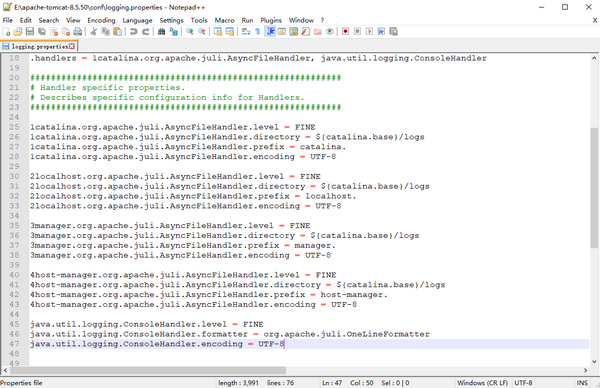 E:\apache-tomcat-8.5.50\conf\logging.properties - Notepad++
File Edit Search View Encoding Language Settings Tools Macro Run Plugins Window ?
logging.properties
18 .handlers = 1catalina.org.apache.juli.AsyncFileHandler, java.util.logging.ConsoleHandler
19
20 ############################################################
21 # Handler specific properties.
22 # Describes specific configuration info for Handlers.
23 ############################################################
24
25 1catalina.org.apache.juli.AsyncFileHandler.level = FINE
26 1catalina.org.apache.juli.AsyncFileHandler.directory = ${catalina.base}/logs
27 1catalina.org.apache.juli.AsyncFileHandler.prefix = catalina.
28 1catalina.org.apache.juli.AsyncFileHandler.encoding = UTF-8
29
30 2localhost.org.apache.juli.AsyncFileHandler.level = FINE
31 2localhost.org.apache.juli.AsyncFileHandler.directory = ${catalina.base}/logs
32 2localhost.org.apache.juli.AsyncFileHandler.prefix = localhost.
33 2localhost.org.apache.juli.AsyncFileHandler.encoding = UTF-8
34
35 3manager.org.apache.juli.AsyncFileHandler.level = FINE
36 3manager.org.apache.juli.AsyncFileHandler.directory = ${catalina.base}/logs
37 3manager.org.apache.juli.AsyncFileHandler.prefix = manager.
38 3manager.org.apache.juli.AsyncFileHandler.encoding = UTF-8
39
40 4host-manager.org.apache.juli.AsyncFileHandler.level = FINE
41 4host-manager.org.apache.juli.AsyncFileHandler.directory = ${catalina.base}/logs
42 4host-manager.org.apache.juli.AsyncFileHandler.prefix = host-manager.
43 4host-manager.org.apache.juli.AsyncFileHandler.encoding = UTF-8
44
45 java.util.logging.ConsoleHandler.level = FINE
46 java.util.logging.ConsoleHandler.formatter = org.apache.juli.OneLineFormatter
47 java.util.logging.ConsoleHandler.encoding = UTF-8
48
49
Properties file length : 3,991 lines : 76 Ln : 47 Col : 50 Sel : 0 | 0 Windows (CR LF) UTF-8 INS